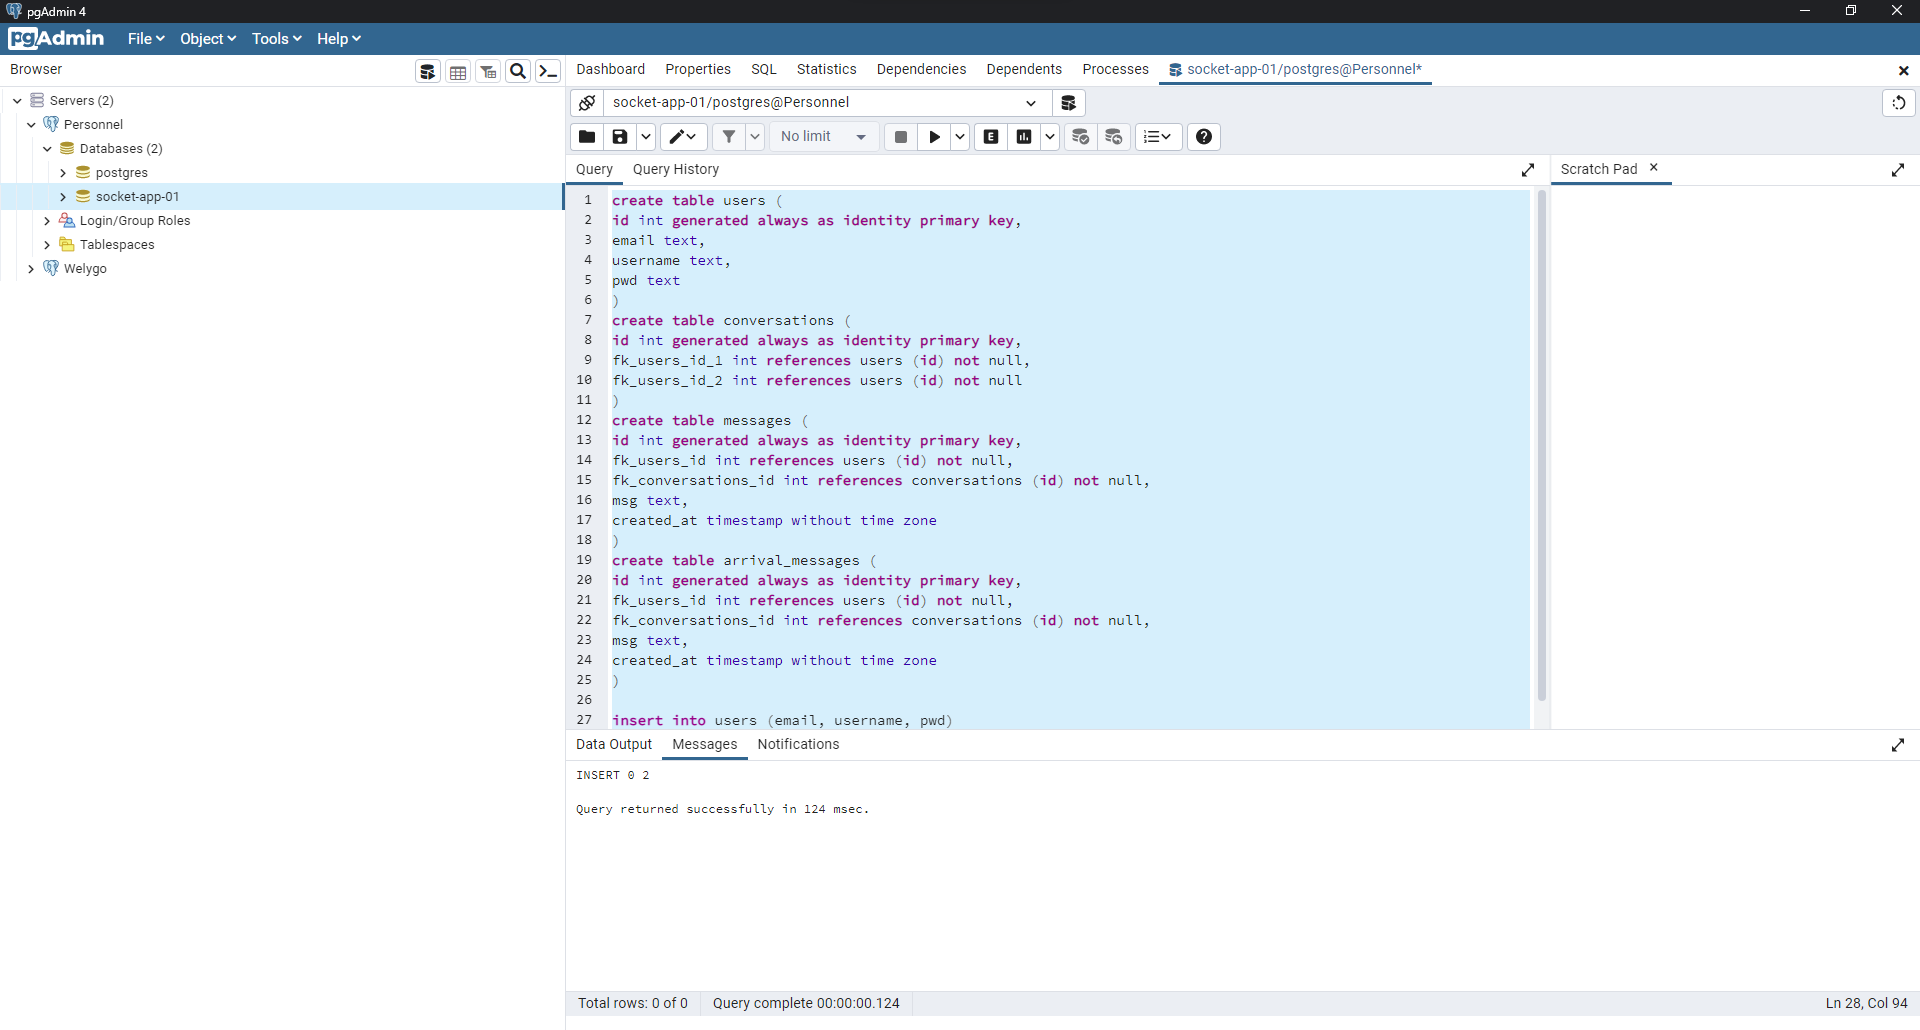 pgAdmin 4
pgAdmin File Object Tools Help
Browser
Servers (2)
Personnel
Databases (2)
postgres
socket-app-01
Login/Group Roles
Tablespaces
Welygo
Dashboard Properties SQL Statistics Dependencies Dependents Processes socket-app-01/postgres@Personnel*
socket-app-01/postgres@Personnel
No limit
E
Query Query History
Scratch Pad
1 create table users (
2 id int generated always as identity primary key,
3 email text,
4 username text,
5 pwd text
6 )
7 create table conversations (
8 id int generated always as identity primary key,
9 fk_users_id_1 int references users (id) not null,
10 fk_users_id_2 int references users (id) not null
11 )
12 create table messages (
13 id int generated always as identity primary key,
14 fk_users_id int references users (id) not null,
15 fk_conversations_id int references conversations (id) not null,
16 msg text,
17 created_at timestamp without time zone
18 )
19 create table arrival_messages (
20 id int generated always as identity primary key,
21 fk_users_id int references users (id) not null,
22 fk_conversations_id int references conversations (id) not null,
23 msg text,
24 created_at timestamp without time zone
25 )
26
27 insert into users (email, username, pwd)
Data Output Messages Notifications
INSERT 0 2
Query returned successfully in 124 msec.
Total rows: 0 of 0 Query complete 00:00:00.124 Ln 28, Col 94